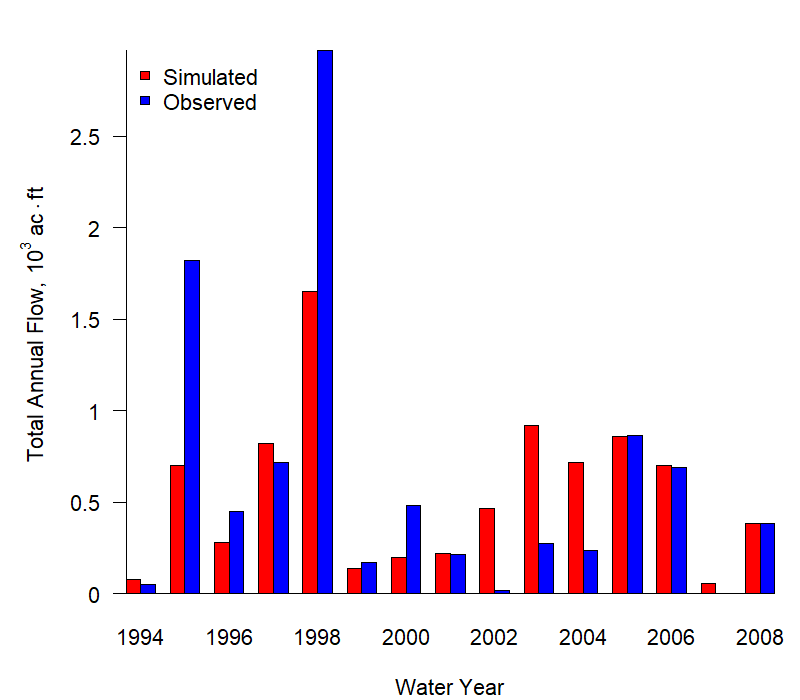 Simulated
Observed
2.5
2
1.5
1
0.5
0
Total Annual Flow, 10³ ac·ft
1994 1996 1998 2000 2002 2004 2006 2008
Water Year